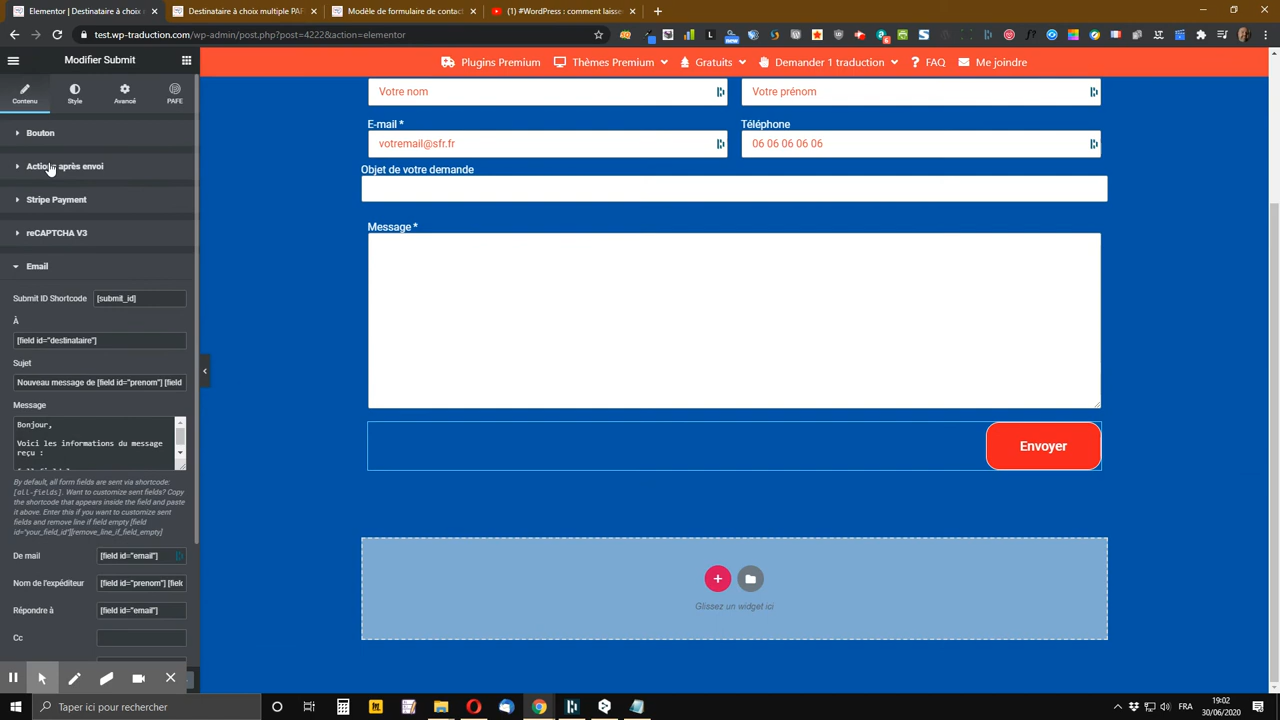 Elementor | Destinataire à choix
Destinataire à choix multiple PAF
Formulaire de contact
(1) #WordPress : comment laisse
test.wp-traduction.com/wp-admin/post.php?post=4222&action=elementor
Modifier Submit
Plugins Premium
Thèmes Premium
Gratuits
Demander 1 traduction
FAQ
Me joindre
Contenu
Style
Avancé
PAFE
Votre nom
Votre prénom
Bouton
E-mail *
Téléphone
votremail@sfr.fr
06 06 06 06 06
Actions après envoi
Objet de votre demande
Stripe Payment
Message *
reCAPTCHA V3
Email
Submit ID Shortcode
[submit_id]
À
[field id="destinataire"]
Sujet
Nouveau message de [field id="prenom"] [field
Message
Bonjour,
Voici les informations du message
reçu :
Envoyer
By default, all form fields are sent via shortcode:
[all-fields]. Want to customize sent fields? Copy
the shortcode that appears inside the field and paste
it above. Enter this if you want to customize sent
fields and remove line if field empty [field
id="your_field_id"][remove_line_if_field_empty]
De mail
[field id="email"]
Nom de l'expéditeur
[field id="prenom"] [fielc
Répondre à
[field id="email"]
Glissez un widget ici
Cc
Taper ici pour rechercher
FRA
19:02
30/06/2020